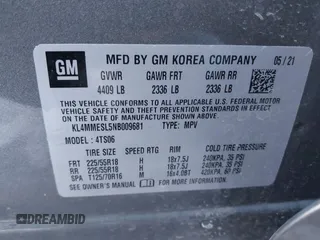 GM
MFD BY GM KOREA COMPANY 05/21
GVWR GAWR FRT GAWR RR
4409 LB 2336 LB 2336 LB
THIS VEHICLE CONFORMS TO ALL APPLICABLE U.S. FEDERAL MOTOR
VEHICLE SAFETY, BUMPER, AND THEFT PREVENTION STANDARDS IN
EFFECT ON THE DATE OF MANUFACTURE SHOWN ABOVE.
KL4MMESL5NB009681 TYPE: MPV
MODEL: 4TS06
TIRE SIZE SPEED RTG RIM COLD TIRE PRESSURE
FRT 225/55R18 H 18x7.5J 240KPA, 35 PSI
RR 225/55R18 H 18x7.5J 240KPA, 35 PSI
SPA T125/70R16 M 16x4.0BT 420KPA, 60 PSI
SEE OWNER'S MANUAL
DREAMBID